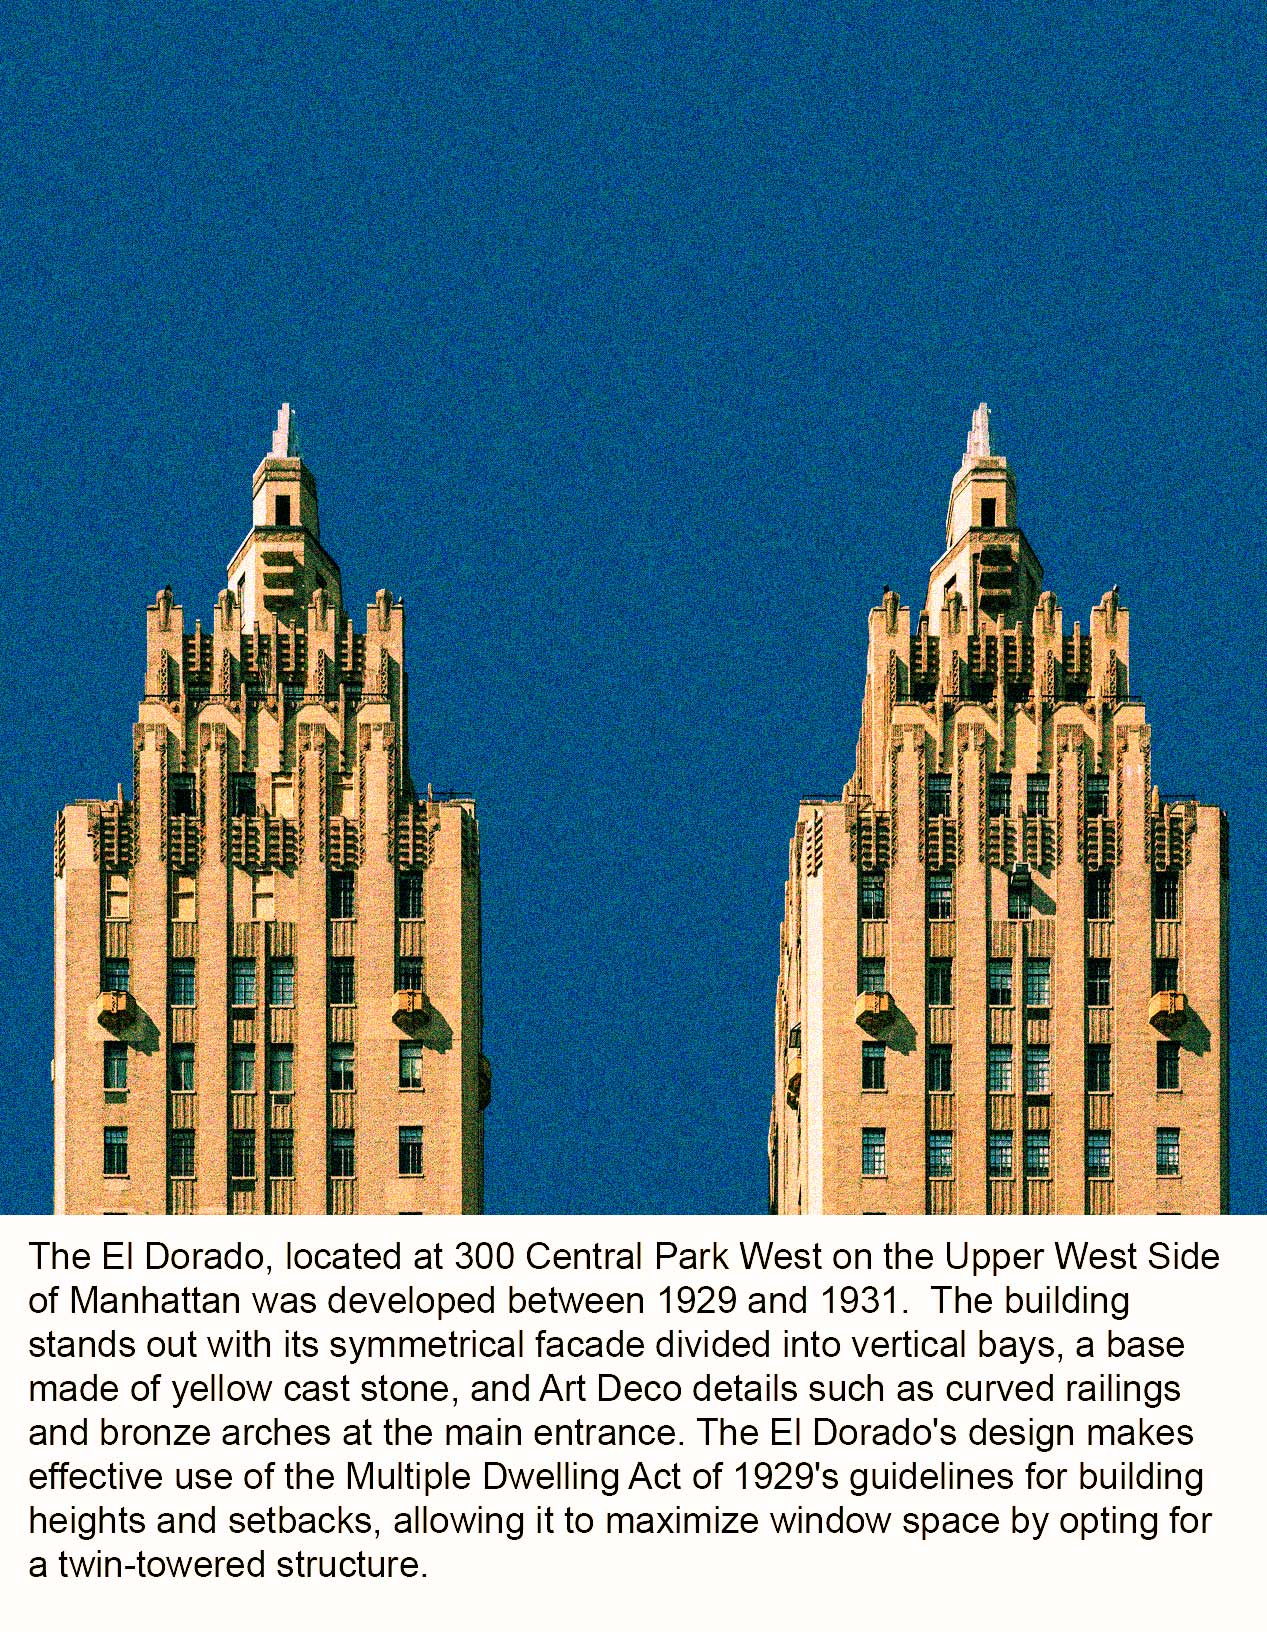 The El Dorado, located at 300 Central Park West on the Upper West Side
of Manhattan was developed between 1929 and 1931.  The building
stands out with its symmetrical facade divided into vertical bays, a base
made of yellow cast stone, and Art Deco details such as curved railings
and bronze arches at the main entrance. The El Dorado's design makes
effective use of the Multiple Dwelling Act of 1929's guidelines for building
heights and setbacks, allowing it to maximize window space by opting for
a twin-towered structure.